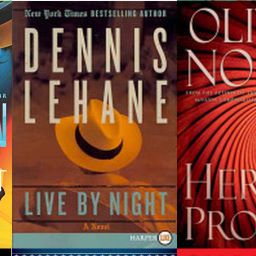 New York Times BESTSELLING AUTHOR
DENNIS
LEHANE
LIVE BY NIGHT
A Novel
HARPER
OLI
NO
HER
PRO
N